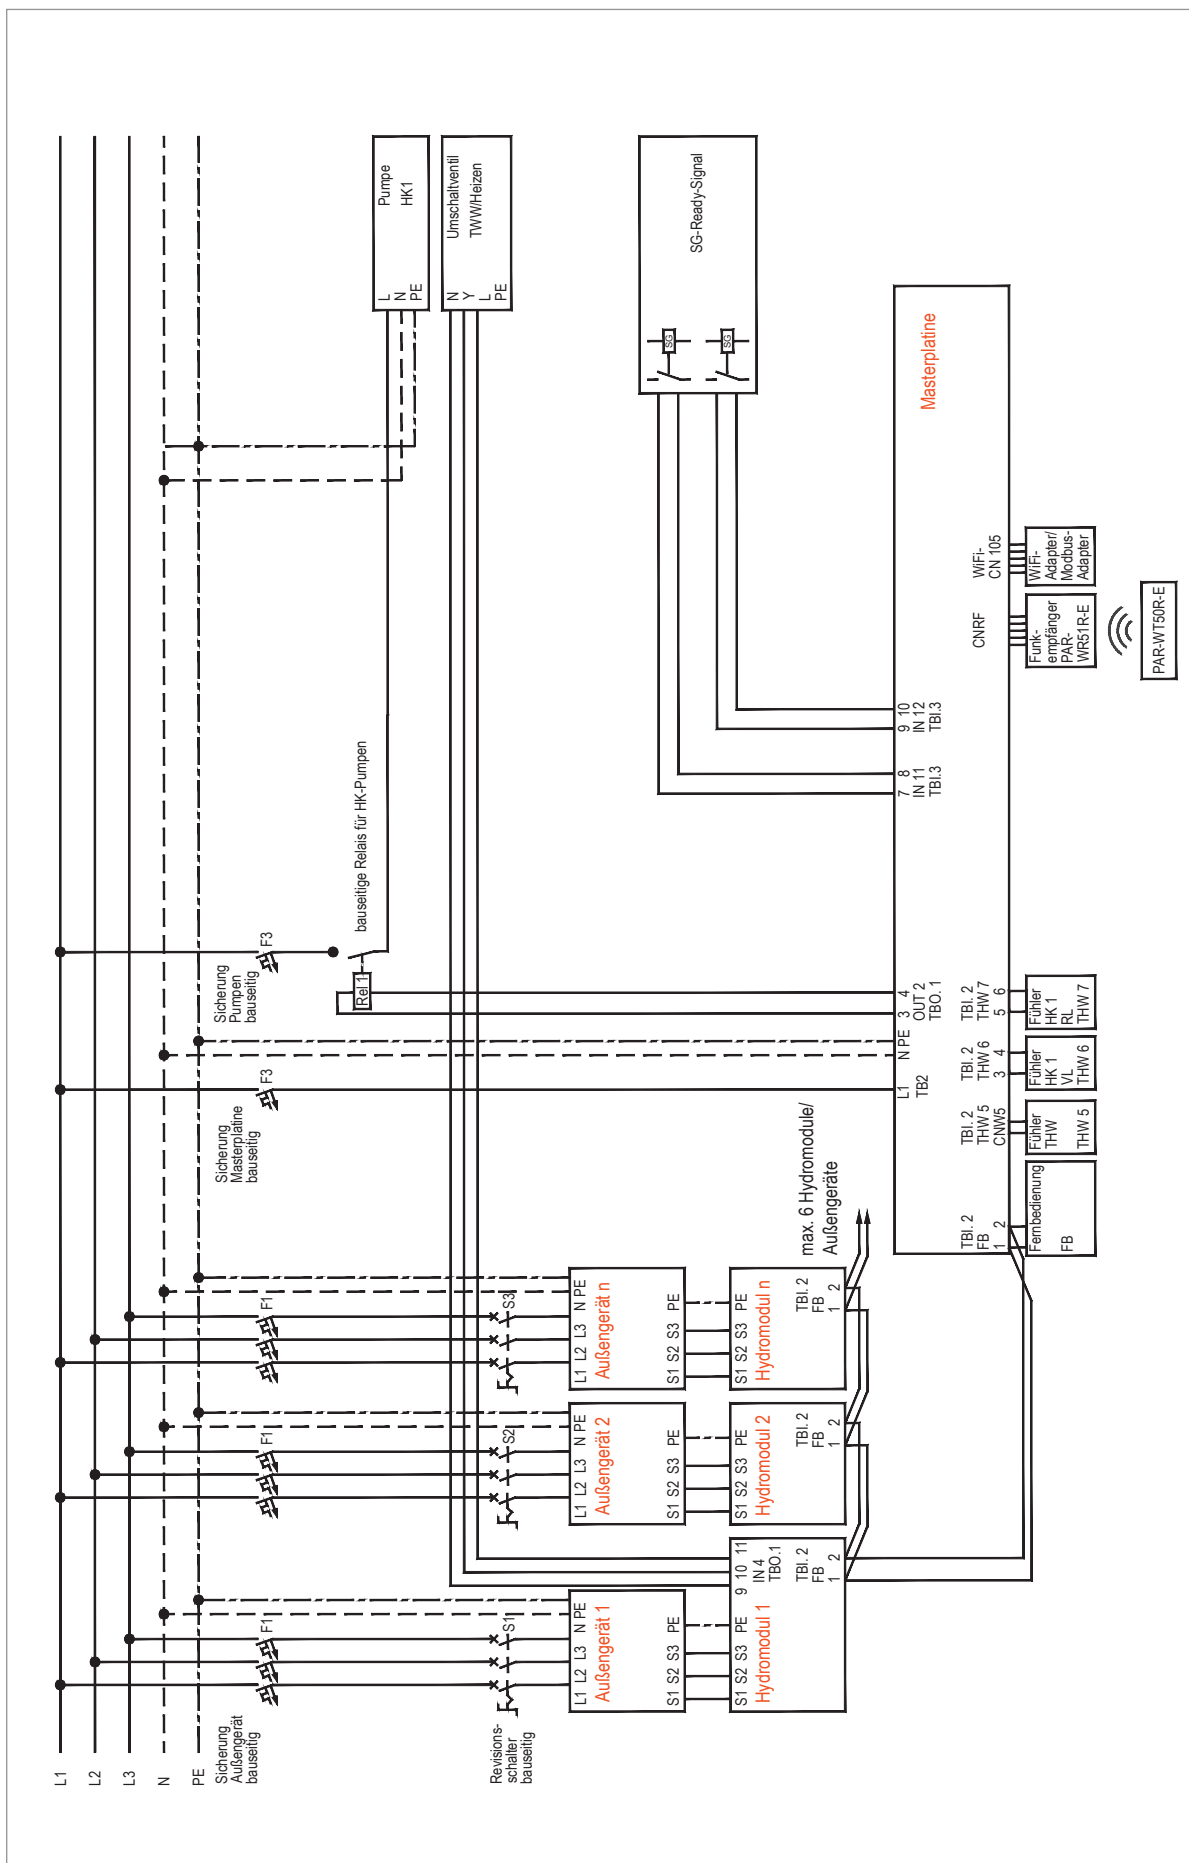 L1
L2
L3
N
PE
Sicherung
Außengerät
bauseitig
F1
F1
F1
Sicherung
Masterplatine
bauseitig
F3
Sicherung
Pumpen
bauseitig
F3
Revisions-
schalter
bauseitig
S1
S2
S3
Rel 1
bauseitige Relais für HK-Pumpen
Pumpe
HK1
L
N
PE
Umschaltventil
TWW/Heizen
N
Y
L
PE
L1 L2 L3 N PE
Außengerät 1
S1 S2 S3 PE
L1 L2 L3 N PE
Außengerät 2
S1 S2 S3 PE
L1 L2 L3 N PE
Außengerät n
S1 S2 S3 PE
S1 S2 S3 PE
Hydromodul 1
9 10 11
IN 4
TBO.1
TBI. 2
FB
1 2
S1 S2 S3 PE
Hydromodul 2
TBI. 2
FB
1 2
S1 S2 S3 PE
Hydromodul n
TBI. 2
FB
1 2
max. 6 Hydromodule/
Außengeräte
SG-Ready-Signal
SG
SG
L1
TB2
N PE
3 4
OUT 2
TBO. 1
7 8
IN 11
TBI.3
9 10
IN 12
TBI.3
Masterplatine
TBI. 2
FB
1 2
TBI. 2
THW 5
CNW5
TBI. 2
THW 6
3 4
TBI. 2
THW 7
5 6
CNRF
WiFi-
CN 105
Fernbedienung
FB
Fühler
THW
THW 5
Fühler
HK 1
VL
THW 6
Fühler
HK 1
RL
THW 7
Funk-
empfänger
PAR-
WR51R-E
WiFi-
Adapter/
Modbus-
Adapter
PAR-WT50R-E